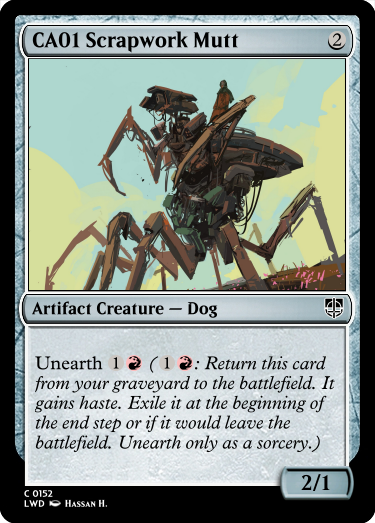 CA01 Scrapwork Mutt 2
Artifact Creature — Dog
Unearth 1 ( 1 : Return this card
from your graveyard to the battlefield. It
gains haste. Exile it at the beginning of
the end step or if it would leave the
battlefield. Unearth only as a sorcery.)
2/1
C 0152
LWD Hassan H.